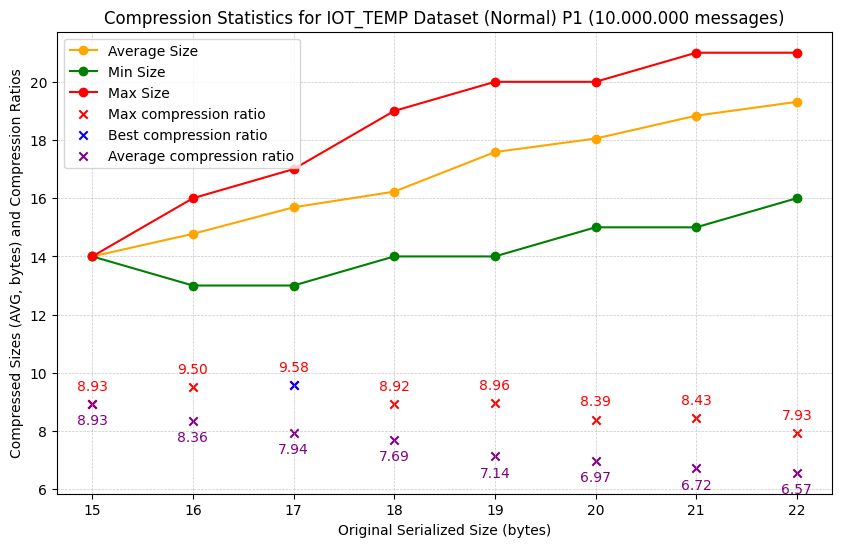 Compression Statistics for IOT_TEMP Dataset (Normal) P1 (10.000.000 messages)
Average Size
Min Size
Max Size
Max compression ratio
Best compression ratio
Average compression ratio
Compressed Sizes (AVG, bytes) and Compression Ratios
20
18
16
14
12
10
8
6
8.93
9.50
9.58
8.92
8.96
8.39
8.43
7.93
8.93
8.36
7.94
7.69
7.14
6.97
6.72
6.57
15 16 17 18 19 20 21 22
Original Serialized Size (bytes)